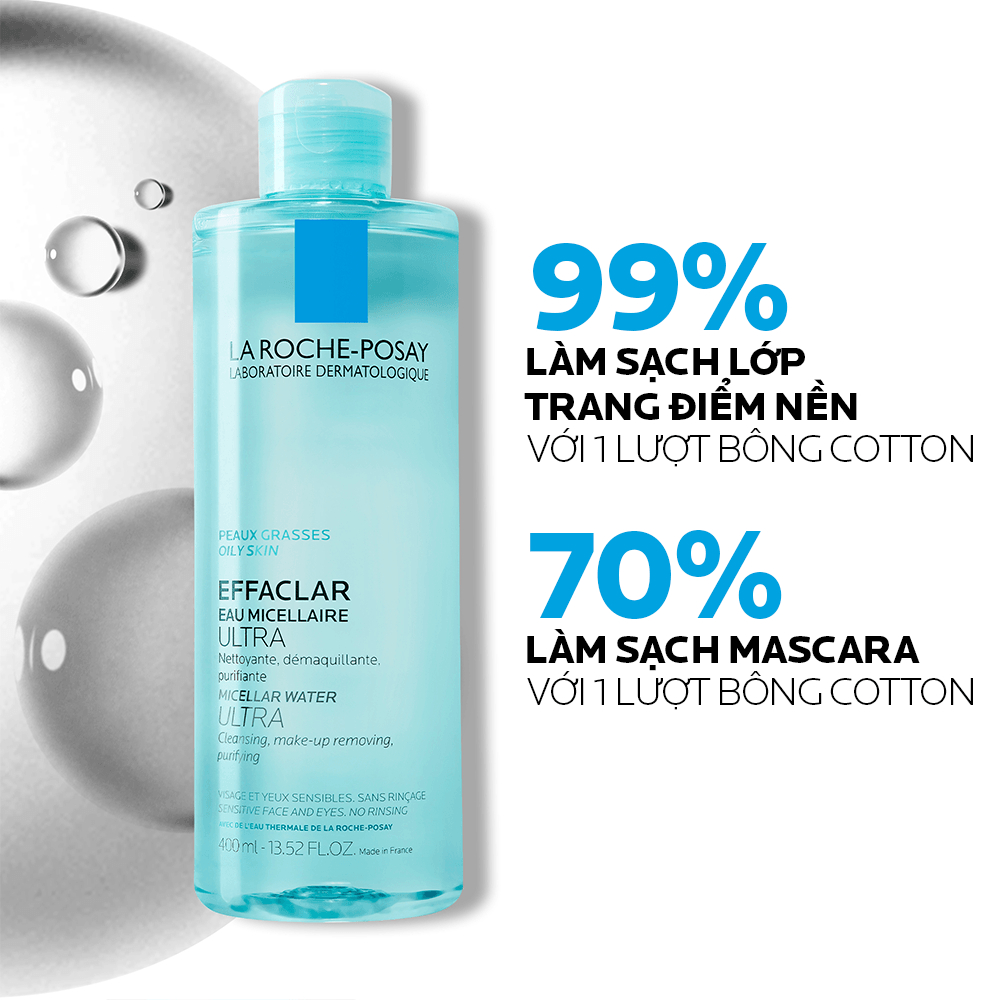 LA ROCHE-POSAY
LABORATOIRE DERMATOLOGIQUE
PEAUX GRASSES
OILY SKIN
EFFACLAR
EAU MICELLAIRE
ULTRA
Nettoyante, démaquillante,
purifiante
MICELLAR WATER
ULTRA
Cleansing, make-up removing,
purifying
VISAGE ET YEUX SENSIBLES. SANS RINÇAGE
SENSITIVE FACE AND EYES. NO RINSING
AVEC DE L'EAU THERMALE DE LA ROCHE-POSAY
400 ml - 13.52 FL.OZ. Made in France
99%
LÀM SẠCH LỚP
TRANG ĐIỂM NỀN
VỚI 1 LƯỢT BÔNG COTTON
70%
LÀM SẠCH MASCARA
VỚI 1 LƯỢT BÔNG COTTON